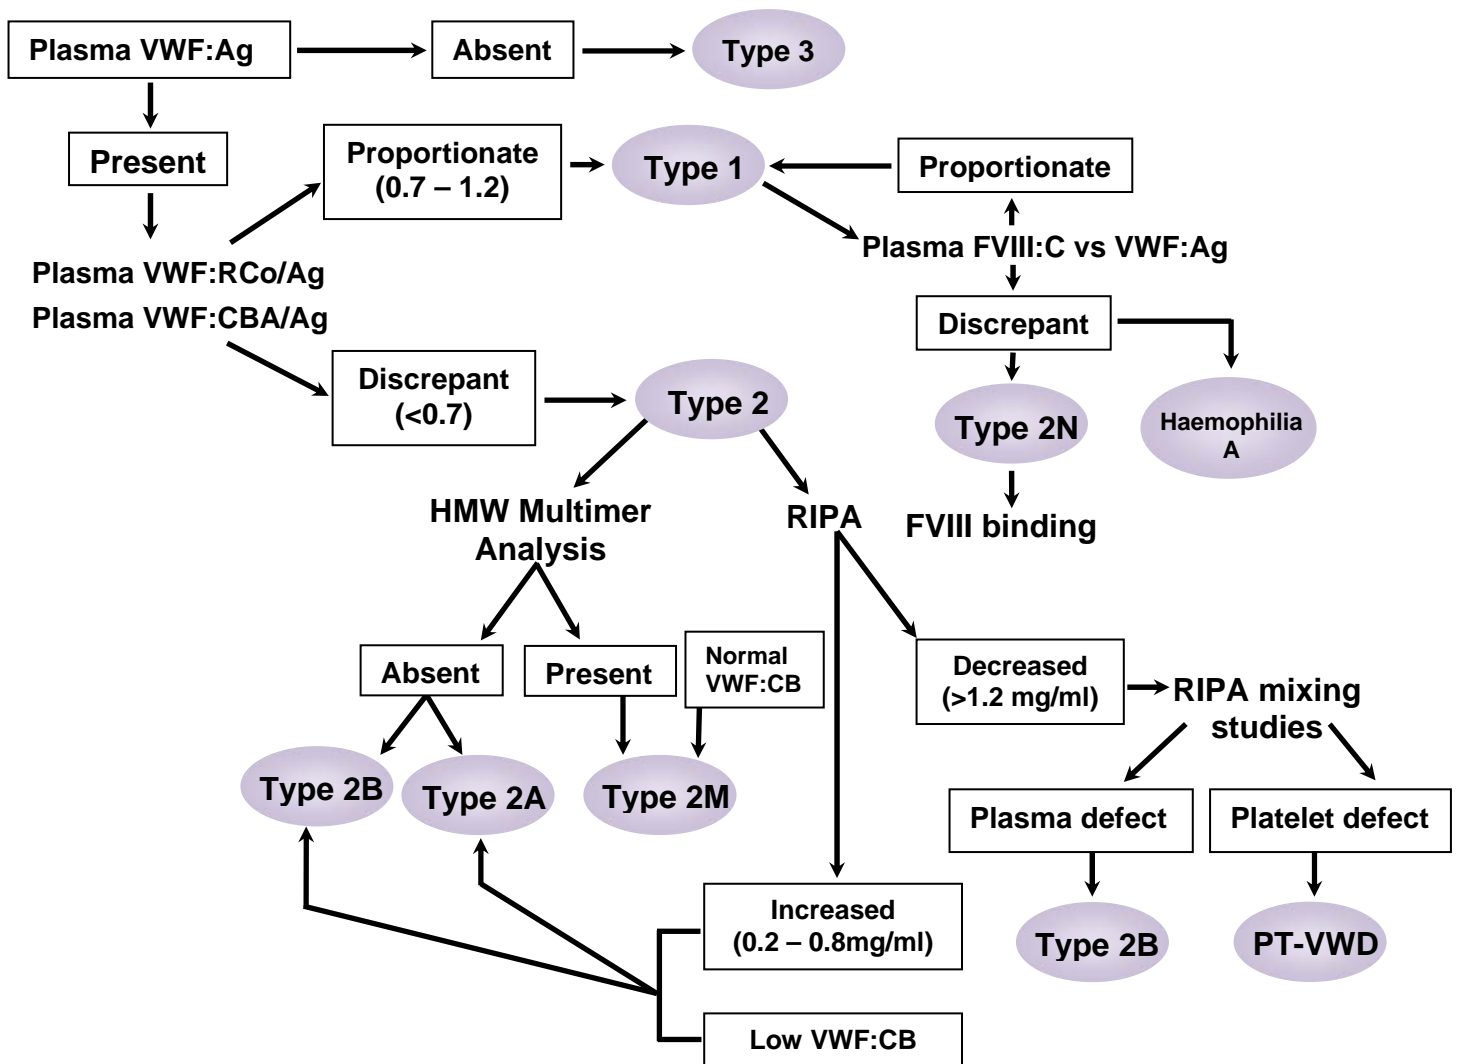 Plasma VWF:Ag
Absent
Type 3
Present
Proportionate
(0.7 – 1.2)
Type 1
Proportionate
Plasma VWF:RCo/Ag
Plasma VWF:CBA/Ag
Plasma FVIII:C vs VWF:Ag
Discrepant
Discrepant
(<0.7)
Type 2
Type 2N
Haemophilia
A
HMW Multimer
Analysis
RIPA
FVIII binding
Absent
Present
Normal
VWF:CB
Decreased
(>1.2 mg/ml)
RIPA mixing
studies
Type 2B
Type 2A
Type 2M
Plasma defect
Platelet defect
Increased
(0.2 – 0.8mg/ml)
Type 2B
PT-VWD
Low VWF:CB